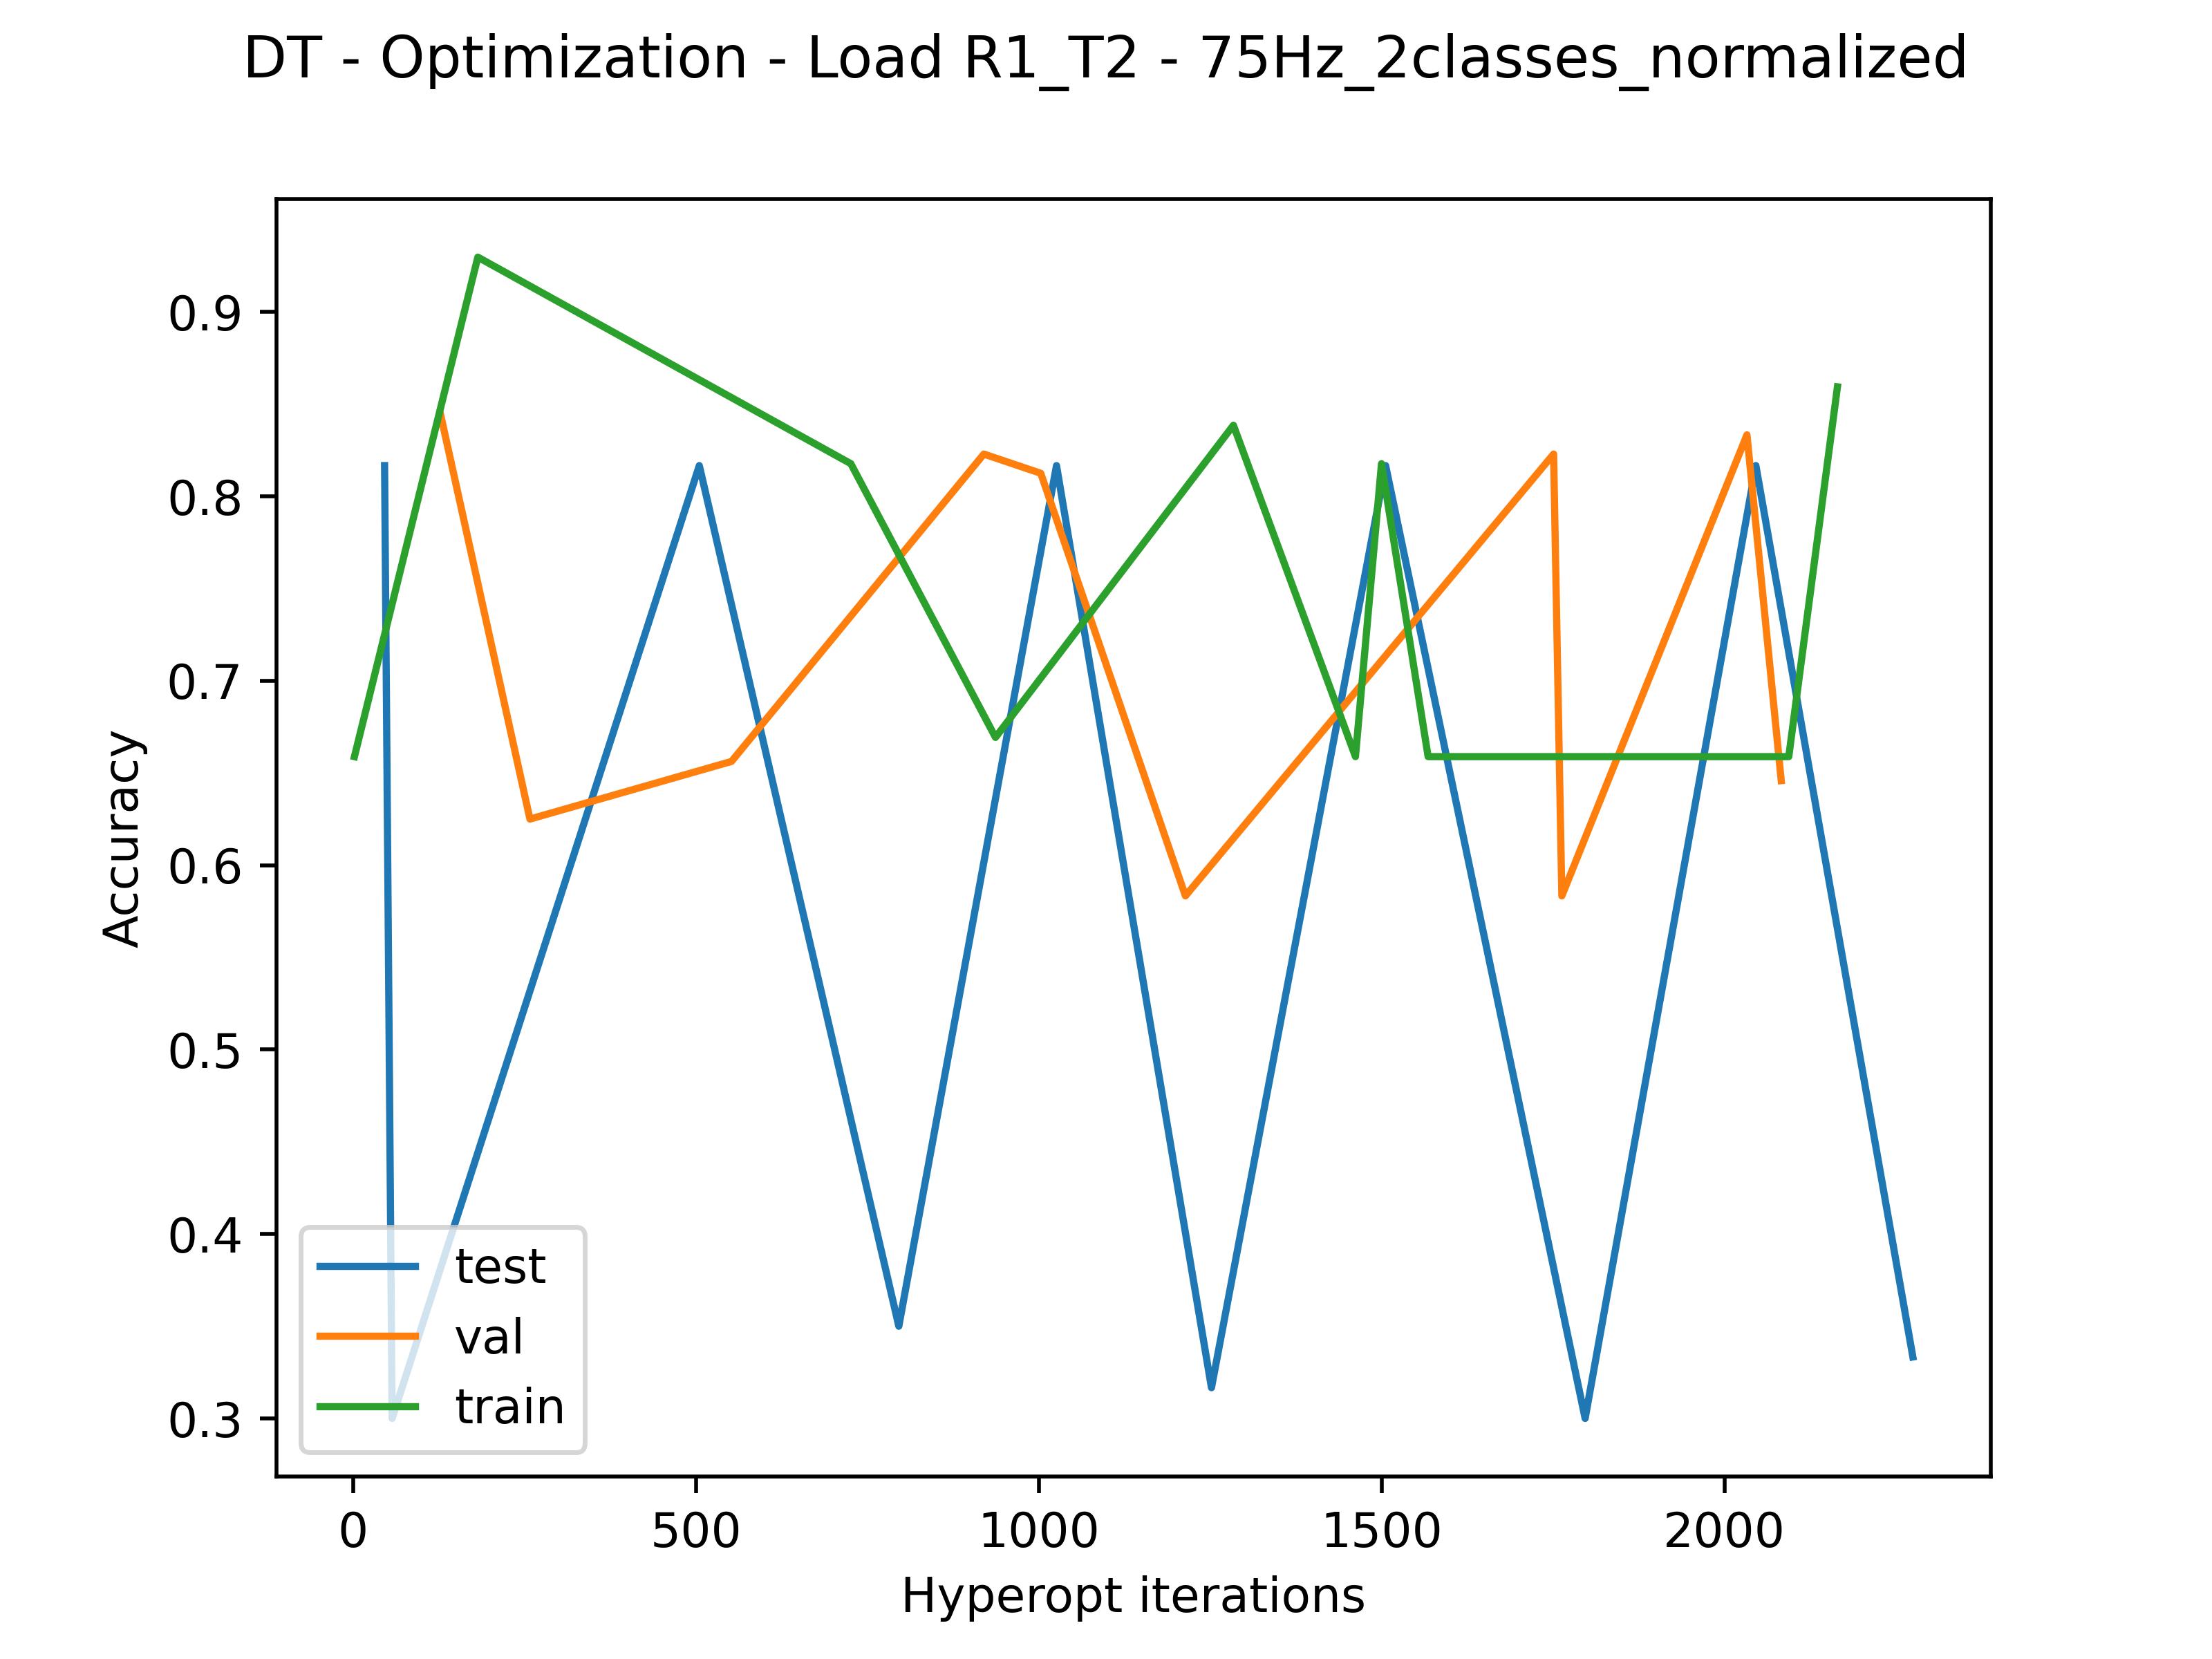 DT - Optimization - Load R1_T2 - 75Hz_2classes_normalized
Accuracy
0.9
0.8
0.7
0.6
0.5
0.4
0.3
test
val
train
0 500 1000 1500 2000
Hyperopt iterations